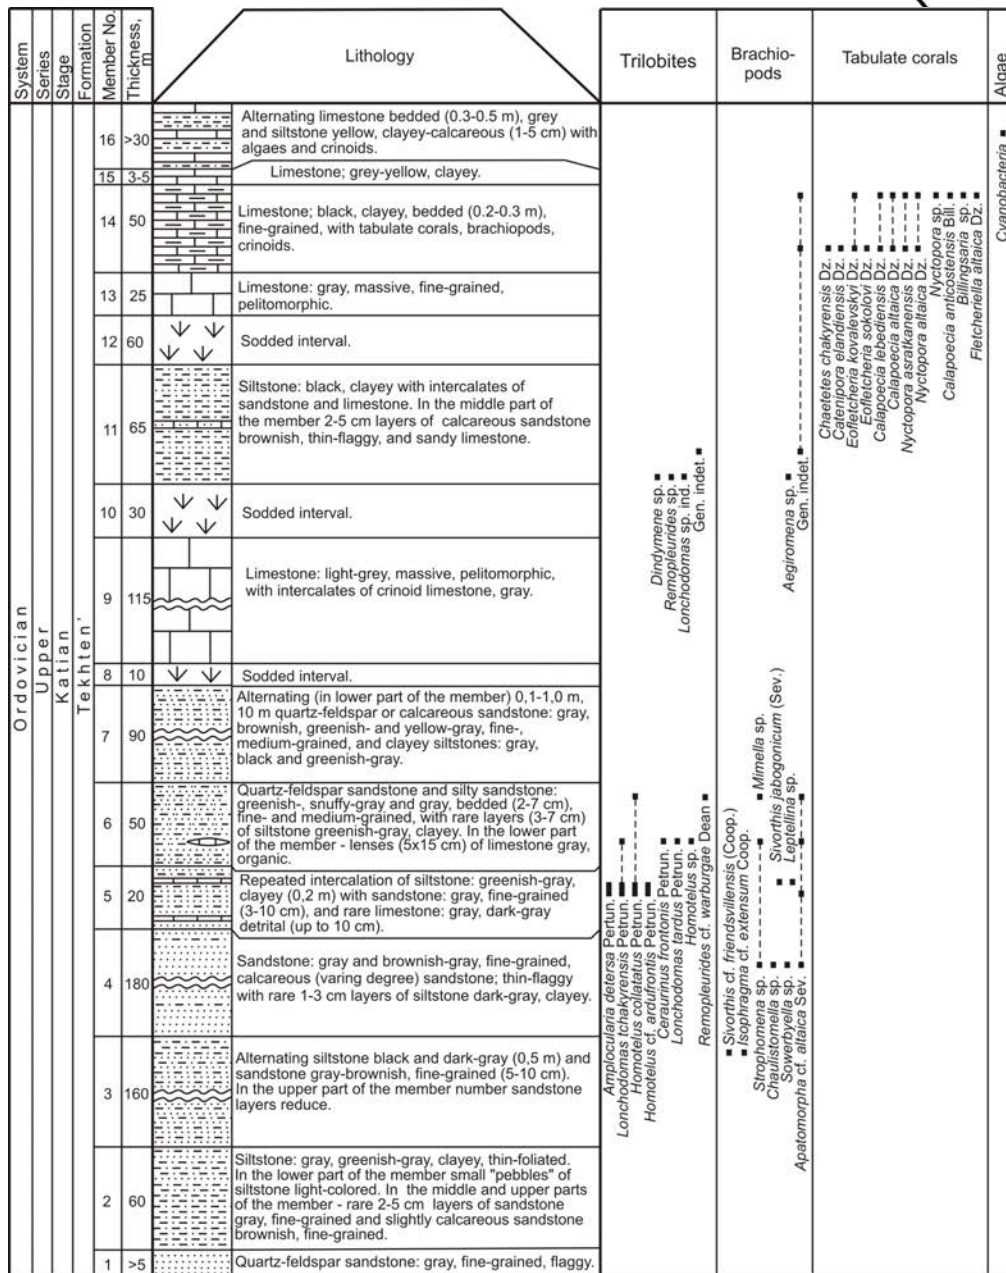 System
Series
Stage
Formation
Member No.
Thickness, m
Lithology
Trilobites
Brachio-
pods
Tabulate corals
Algae
Ordovician
Upper
Katian
Tekhten'
16 >30
Alternating limestone bedded (0.3-0.5 m), grey
and siltstone yellow, clayey-calcareous (1-5 cm) with
algaes and crinoids.
15 3-5
Limestone; grey-yellow, clayey.
14 50
Limestone; black, clayey, bedded (0.2-0.3 m),
fine-grained, with tabulate corals, brachiopods,
crinoids.
13 25
Limestone: gray, massive, fine-grained,
pelitomorphic.
12 60
Sodded interval.
11 65
Siltstone: black, clayey with intercalates of
sandstone and limestone. In the middle part of
the member 2-5 cm layers of calcareous sandstone
brownish, thin-flaggy, and sandy limestone.
10 30
Sodded interval.
9 115
Limestone: light-grey, massive, pelitomorphic,
with intercalates of crinoid limestone, gray.
8 10
Sodded interval.
7 90
Alternating (in lower part of the member) 0,1-1,0 m,
10 m quartz-feldspar or calcareous sandstone: gray,
brownish, greenish- and yellow-gray, fine-,
medium-grained, and clayey siltstones: gray,
black and greenish-gray.
6 50
Quartz-feldspar sandstone and silty sandstone:
greenish-, snuffy-gray and gray, bedded (2-7 cm),
fine- and medium-grained, with rare layers (3-7 cm)
of siltstone greenish-gray, clayey. In the lower part
of the member - lenses (5x15 cm) of limestone gray,
organic.
5 20
Repeated intercalation of siltstone: greenish-gray,
clayey (0,2 m) with sandstone: gray, fine-grained
(3-10 cm), and rare limestone: gray, dark-gray
detrital (up to 10 cm).
4 180
Sandstone: gray and brownish-gray, fine-grained,
calcareous (varing degree) sandstone; thin-flaggy
with rare 1-3 cm layers of siltstone dark-gray, clayey.
3 160
Alternating siltstone black and dark-gray (0,5 m) and
sandstone gray-brownish, fine-grained (5-10 cm).
In the upper part of the member number sandstone
layers reduce.
2 60
Siltstone: gray, greenish-gray, clayey, thin-foliated.
In the lower part of the member small "pebbles" of
siltstone light-colored. In the middle and upper parts
of the member - rare 2-5 cm layers of sandstone
gray, fine-grained and slightly calcareous sandstone
brownish, fine-grained.
1 >5
Quartz-feldspar sandstone: gray, fine-grained, flaggy.
Amplocularia detersa Pertun.
Lonchodomas tchakyrensis Petrun.
Homotelus collatatus Petrun.
Homotelus cf. ardufrontis Petrun.
Ceraurinus frontonis Petrun.
Lonchodomas tardus Petrun.
Homotelus sp.
Remopleurides cf. warburgae Dean
Dindymene sp.
Remopleurides sp.
Lonchodomas sp. ind.
Gen. indet.
Sivorthis cf. friendsvillensis (Coop.)
Isophragma cf. extensum Coop.
Strophomena sp.
Mimella sp.
Chaulistomella sp.
Sivorthis jabogonicum (Sev.)
Sowerbyella sp.
Leptellina sp.
Apatomorpha cf. altaica Sev.
Aegiromena sp.
Gen. indet.
Chaetetes chakyrensis Dz.
Catenipora elandiensis Dz.
Eofletcheria kovalevskyi Dz.
Eofletcheria sokolovi Dz.
Calapoecia lebediensis Dz.
Calapoecia altaica Dz.
Nyctopora asratkanensis Dz.
Nyctopora altaica Dz.
Nyctopora sp.
Calapoecia anticostensis Bill.
Billingsaria sp.
Fletcheriella altaica Dz.
Cyanobacteria